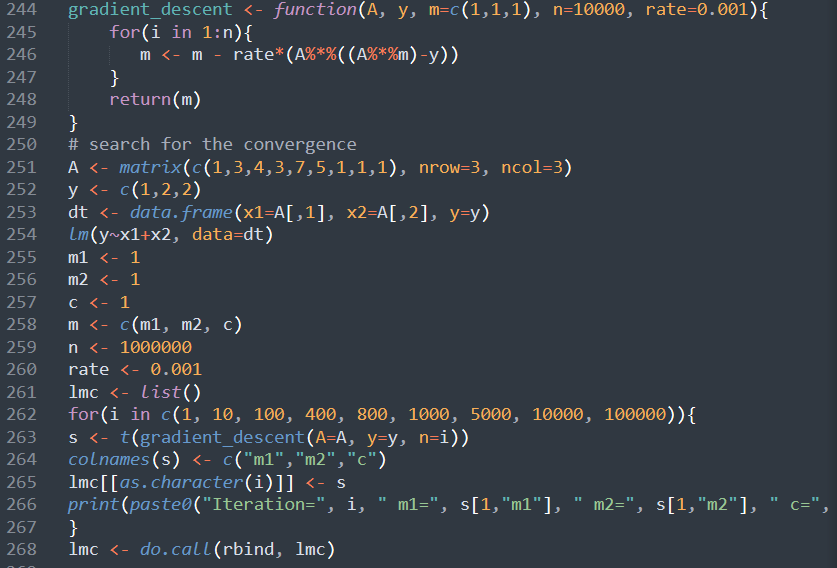 244 gradient_descent <- function(A, y, m=c(1,1,1), n=10000, rate=0.001){
245 for(i in 1:n){
246 m <- m - rate*(A%*%((A%*%m)-y))
247 }
248 return(m)
249 }
250 # search for the convergence
251 A <- matrix(c(1,3,4,3,7,5,1,1,1), nrow=3, ncol=3)
252 y <- c(1,2,2)
253 dt <- data.frame(x1=A[,1], x2=A[,2], y=y)
254 lm(y~x1+x2, data=dt)
255 m1 <- 1
256 m2 <- 1
257 c <- 1
258 m <- c(m1, m2, c)
259 n <- 1000000
260 rate <- 0.001
261 lmc <- list()
262 for(i in c(1, 10, 100, 400, 800, 1000, 5000, 10000, 100000)){
263 s <- t(gradient_descent(A=A, y=y, n=i))
264 colnames(s) <- c("m1","m2","c")
265 lmc[[as.character(i)]] <- s
266 print(paste0("Iteration=", i, " m1=", s[1,"m1"], " m2=", s[1,"m2"], " c=",
267 }
268 lmc <- do.call(rbind, lmc)